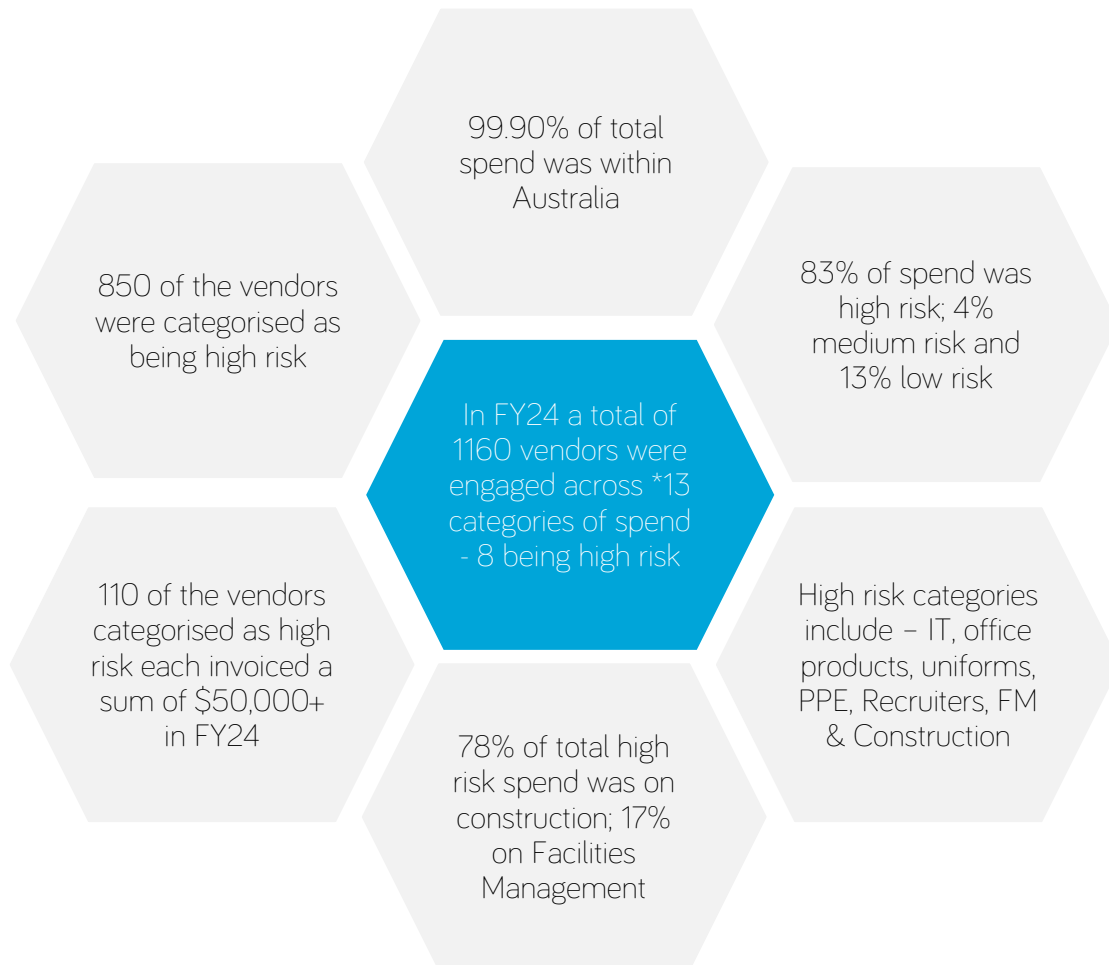 99.90% of total
spend was within
Australia
850 of the vendors
were categorised as
being high risk
83% of spend was
high risk; 4%
medium risk and
13% low risk
In FY24 a total of
1160 vendors were
engaged across *13
categories of spend
- 8 being high risk
110 of the vendors
categorised as high
risk each invoiced a
sum of $50,000+
in FY24
High risk categories
include – IT, office
products, uniforms,
PPE, Recruiters, FM
& Construction
78% of total high
risk spend was on
construction; 17%
on Facilities
Management